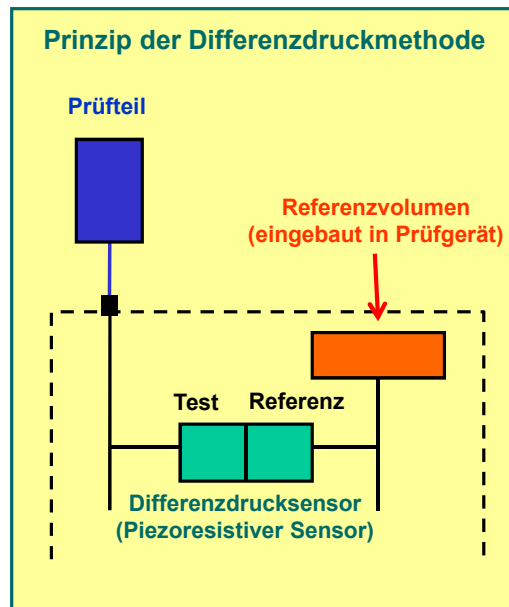 Prinzip der Differenzdruckmethode
Prüfteil
Referenzvolumen
(eingebaut in Prüfgerät)
Test Referenz
Differenzdrucksensor
(Piezoresistiver Sensor)